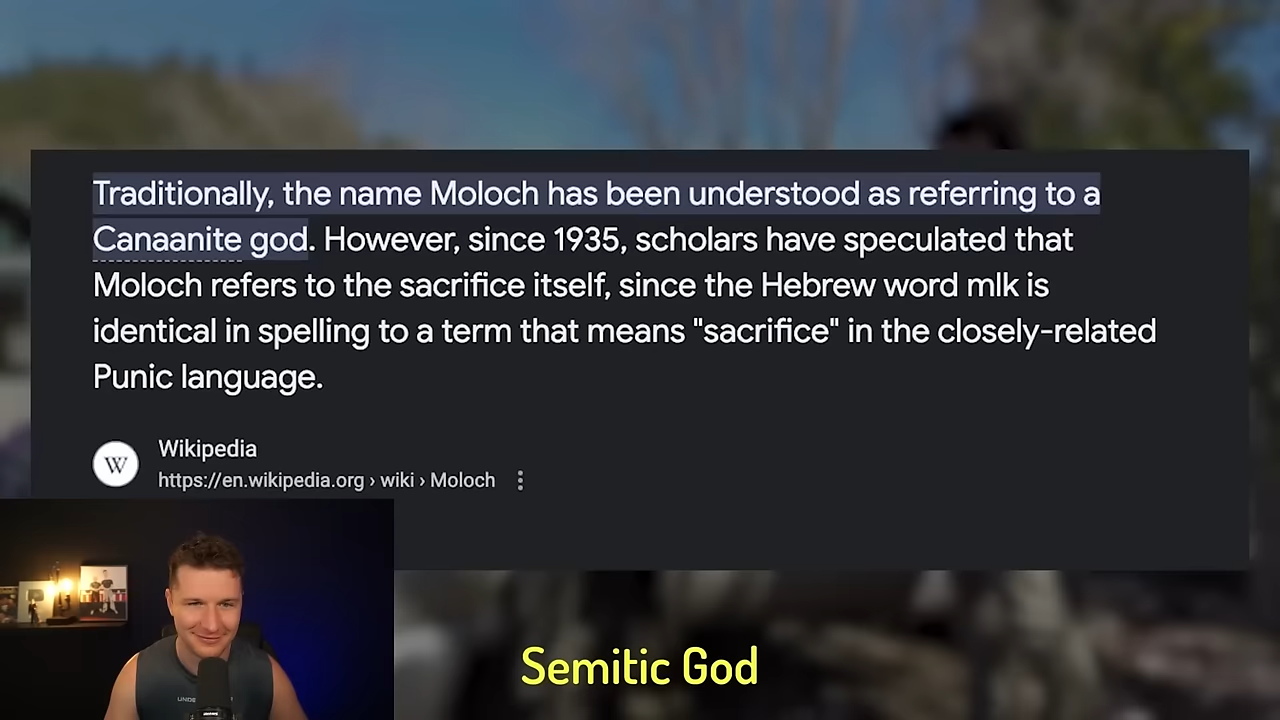 Traditionally, the name Moloch has been understood as referring to a
Canaanite god. However, since 1935, scholars have speculated that
Moloch refers to the sacrifice itself, since the Hebrew word mlk is
identical in spelling to a term that means "sacrifice" in the closely-related
Punic language.
W
Wikipedia
https://en.wikipedia.org › wiki › Moloch
Semitic God